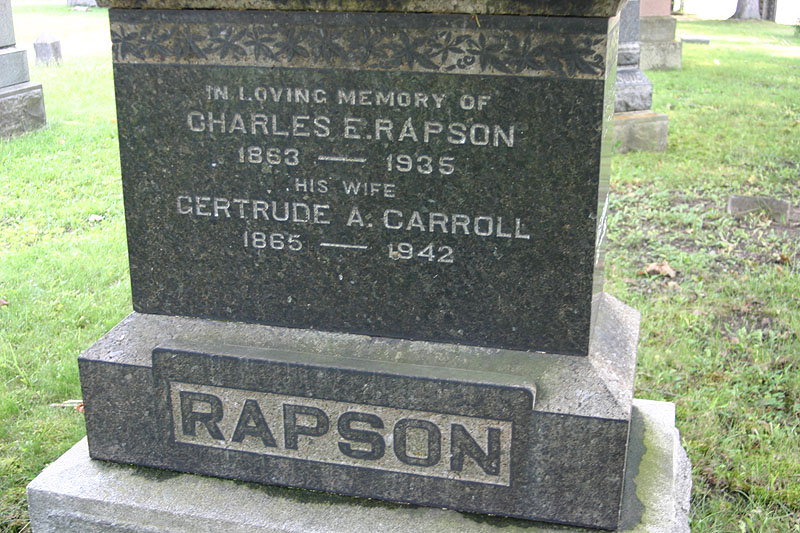 IN LOVING MEMORY OF
CHARLES E. RAPSON
1863 — 1935
HIS WIFE
GERTRUDE A. CARROLL
1865 — 1942
RAPSON